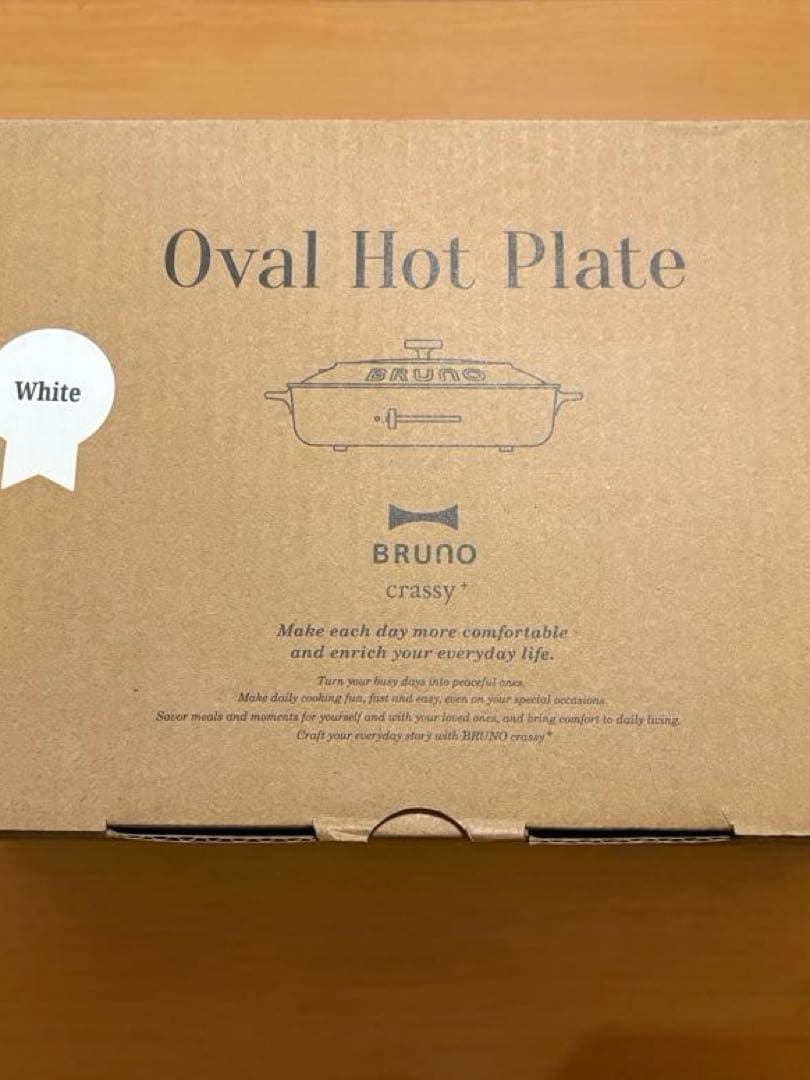 Oval Hot Plate
White
BRUNO
BRUNO
crassy+
Make each day more comfortable
and enrich your everyday life.
Turn your busy days into peaceful ones.
Make daily cooking fun, fast and easy, even on your special occasions.
Savor meals and moments for yourself and with your loved ones, and bring comfort to daily living.
Craft your everyday story with BRUNO crassy+